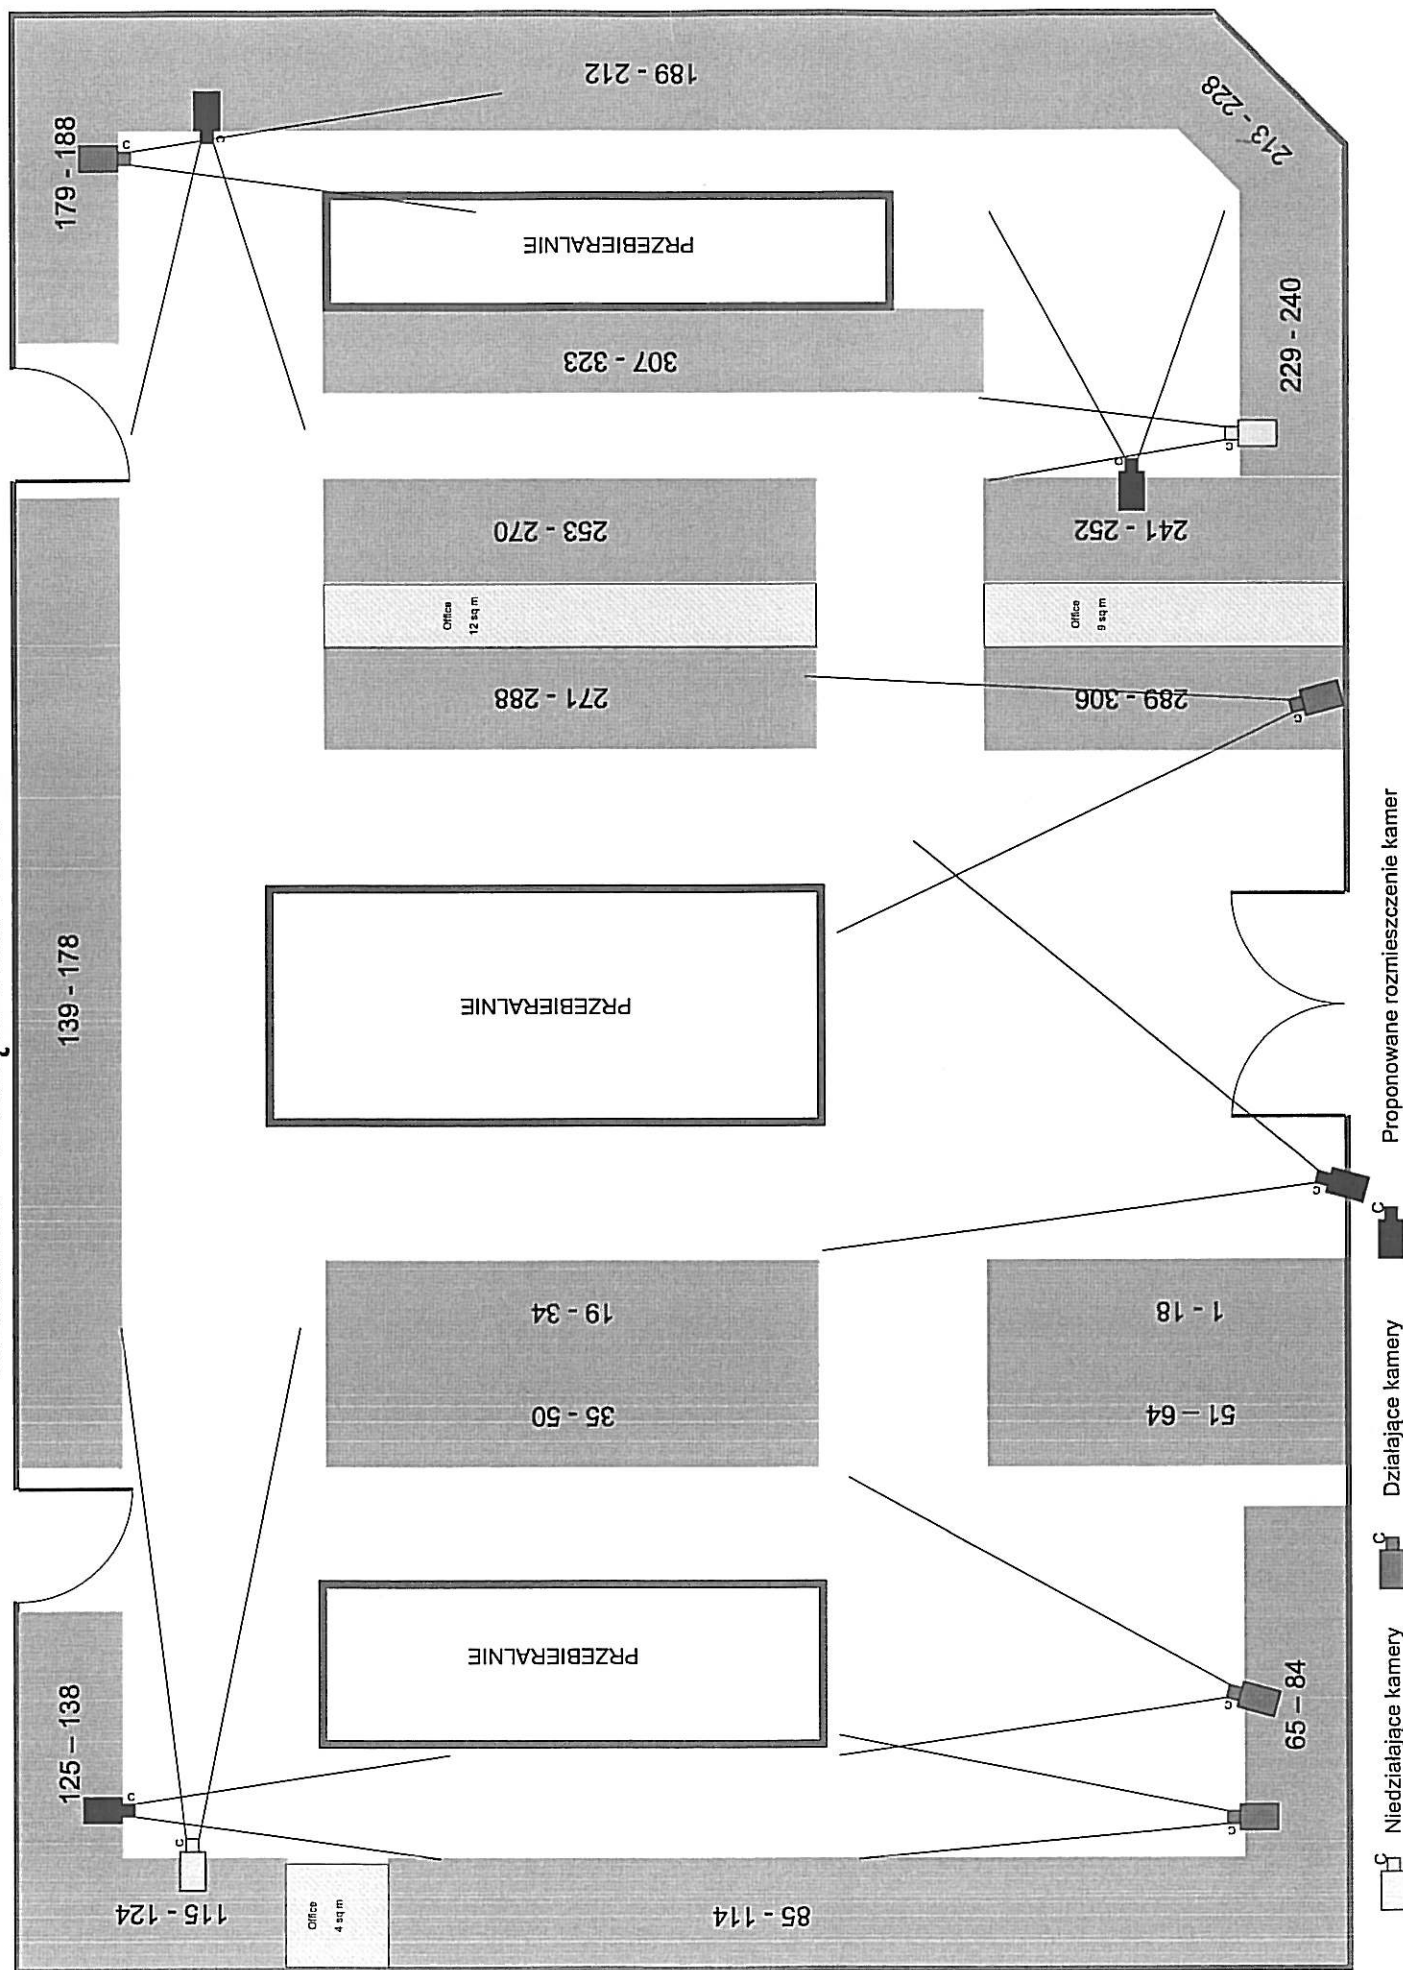 179 - 188
189 - 212
213 - 228
PRZEBIERALNIE
307 - 323
229 - 240
253 - 270
241 - 252
Office
12 sq m
Office
9 sq m
271 - 288
289 - 306
139 - 178
PRZEBIERALNIE
19 - 34
1 - 18
35 - 50
51 – 64
PRZEBIERALNIE
125 – 138
65 – 84
115 - 124
Office
4 sq m
85 - 114
Niedziałające kamery
Działające kamery
Proponowane rozmieszczenie kamer